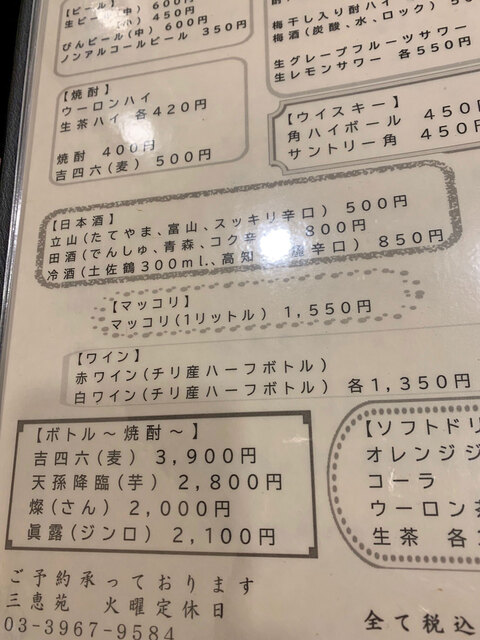 【ビール】
生ビール(中) 600円
(小) 450円
びんビール(中) 600円
ノンアルコールビール 350円
梅干し入り酎ハイ
梅酒(炭酸、水、ロック) 50
生グレープフルーツサワー
生レモンサワー 各550円
【焼酎】
ウーロンハイ
生茶ハイ 各420円
焼酎 400円
吉四六(麦) 500円
【ウイスキー】
角ハイボール 450円
サントリー角 450円
【日本酒】
立山(たてやま、富山、スッキリ辛口) 500円
田酒(でんしゅ、青森、コク辛 800円
冷酒(土佐鶴300ml、高知 辛口) 850円
【マッコリ】
マッコリ(1リットル) 1,550円
【ワイン】
赤ワイン(チリ産ハーフボトル)
白ワイン(チリ産ハーフボトル) 各1,350円
【ボトル~焼酎~】
吉四六(麦) 3,900円
天孫降臨(芋) 2,800円
燦(さん) 2,000円
眞露(ジンロ) 2,100円
【ソフトドリ
オレンジジ
コーラ
ウーロン茶
生茶 各
ご予約承っております
三恵苑 火曜定休日
03-3967-9584
全て税込